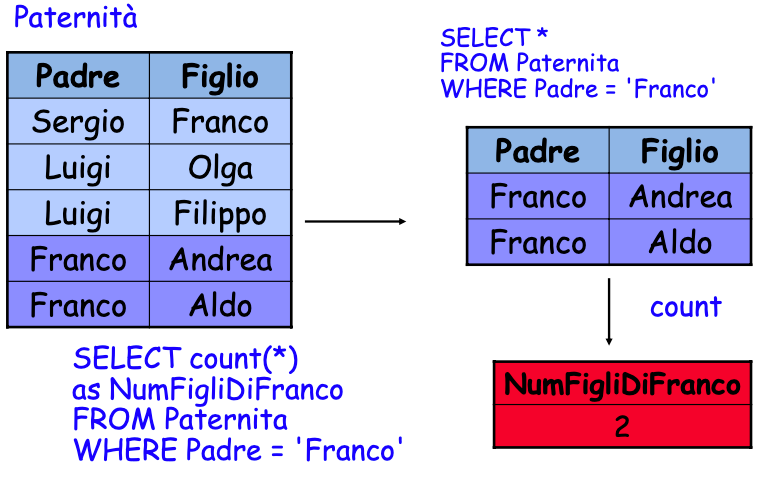 Paternità
Padre Figlio
Sergio Franco
Luigi Olga
Luigi Filippo
Franco Andrea
Franco Aldo
SELECT count(*)
as NumFigliDiFranco
FROM Paternita
WHERE Padre = 'Franco'
SELECT *
FROM Paternita
WHERE Padre = 'Franco'
Padre Figlio
Franco Andrea
Franco Aldo
count
NumFigliDiFranco
2